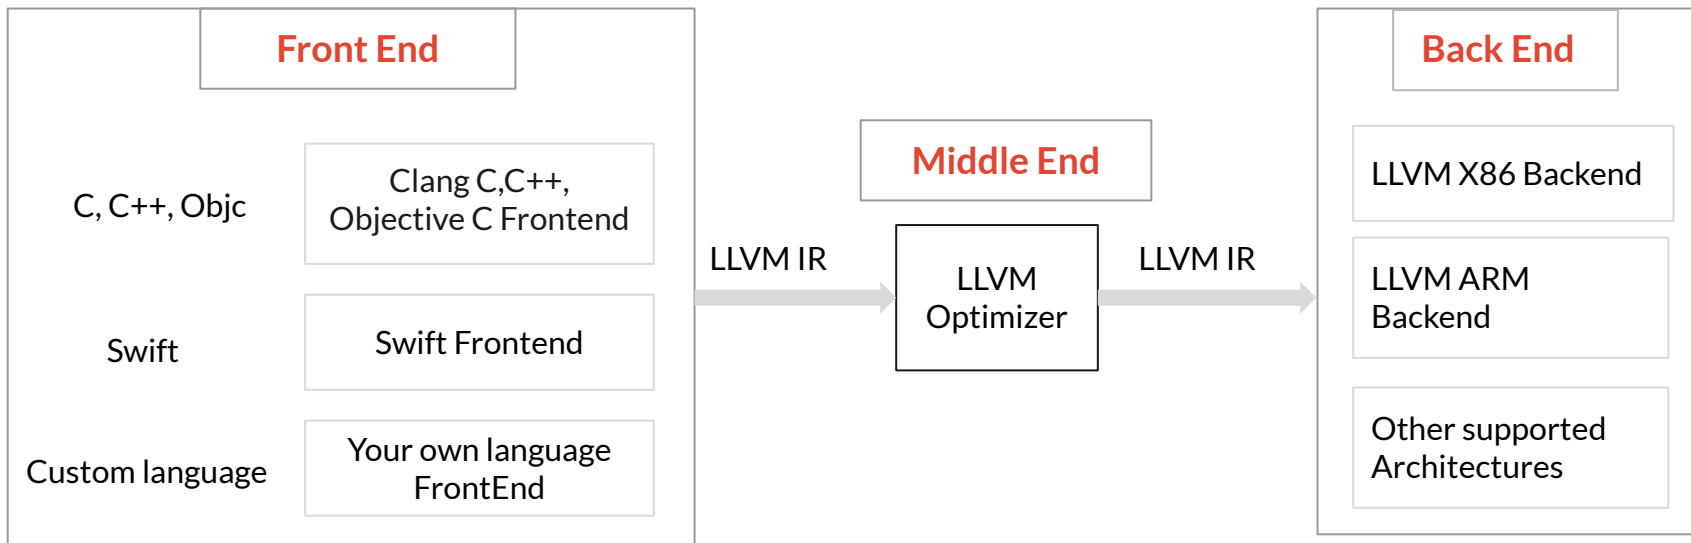 Front End
C, C++, Objc
Clang C,C++,
Objective C Frontend
Swift
Swift Frontend
Custom language
Your own language
FrontEnd
LLVM IR
Middle End
LLVM
Optimizer
LLVM IR
Back End
LLVM X86 Backend
LLVM ARM
Backend
Other supported
Architectures